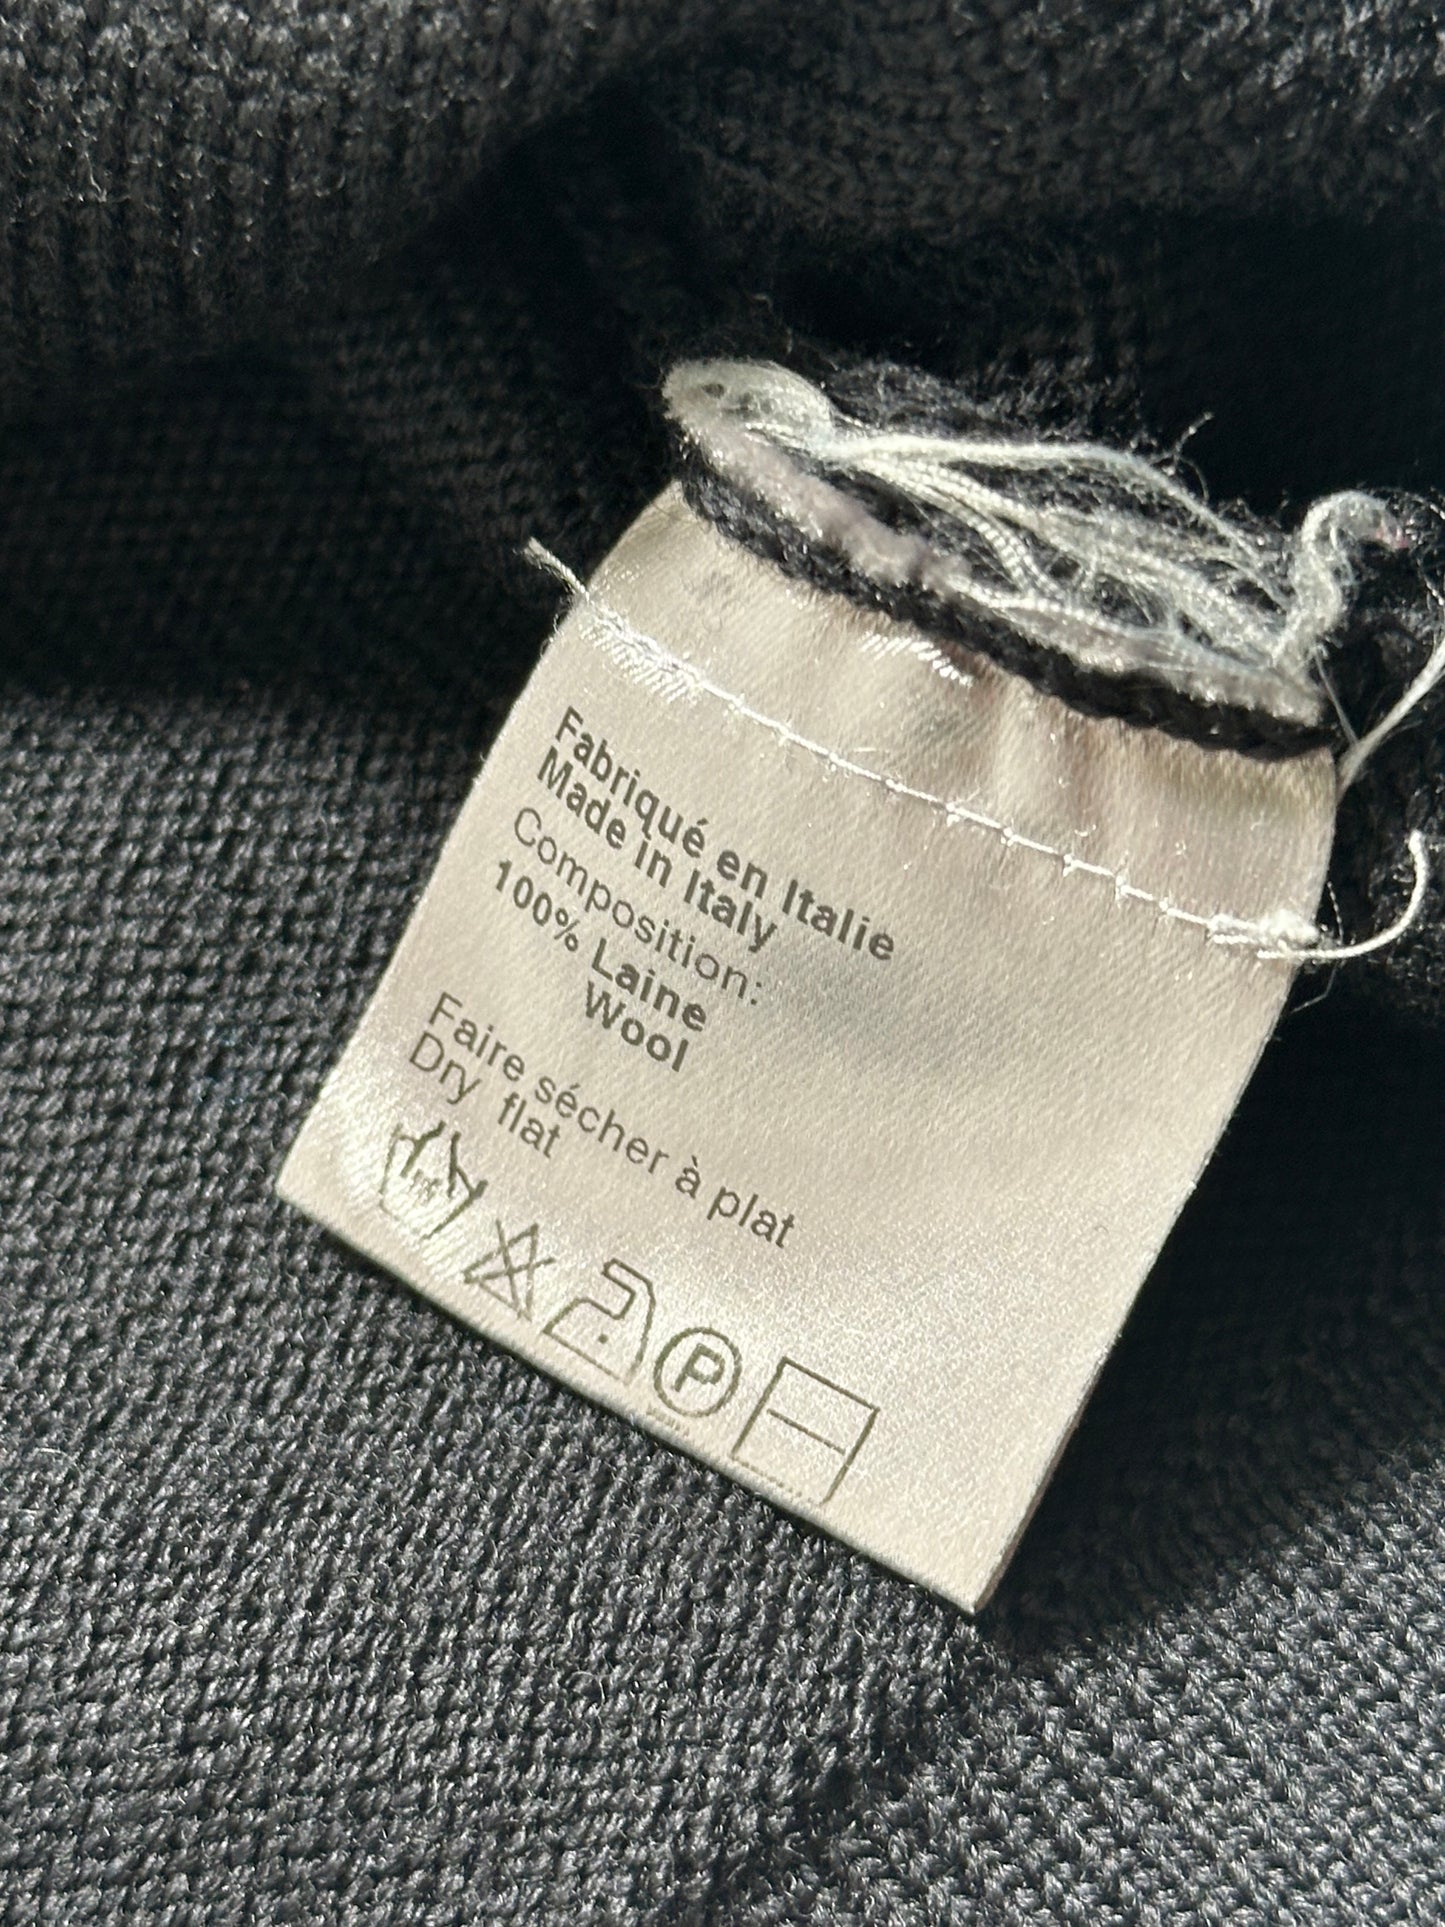 Fabriqué en Italie
Made in Italy
Composition:
100% Laine
Wool
Faire sécher à plat
Dry flat
P